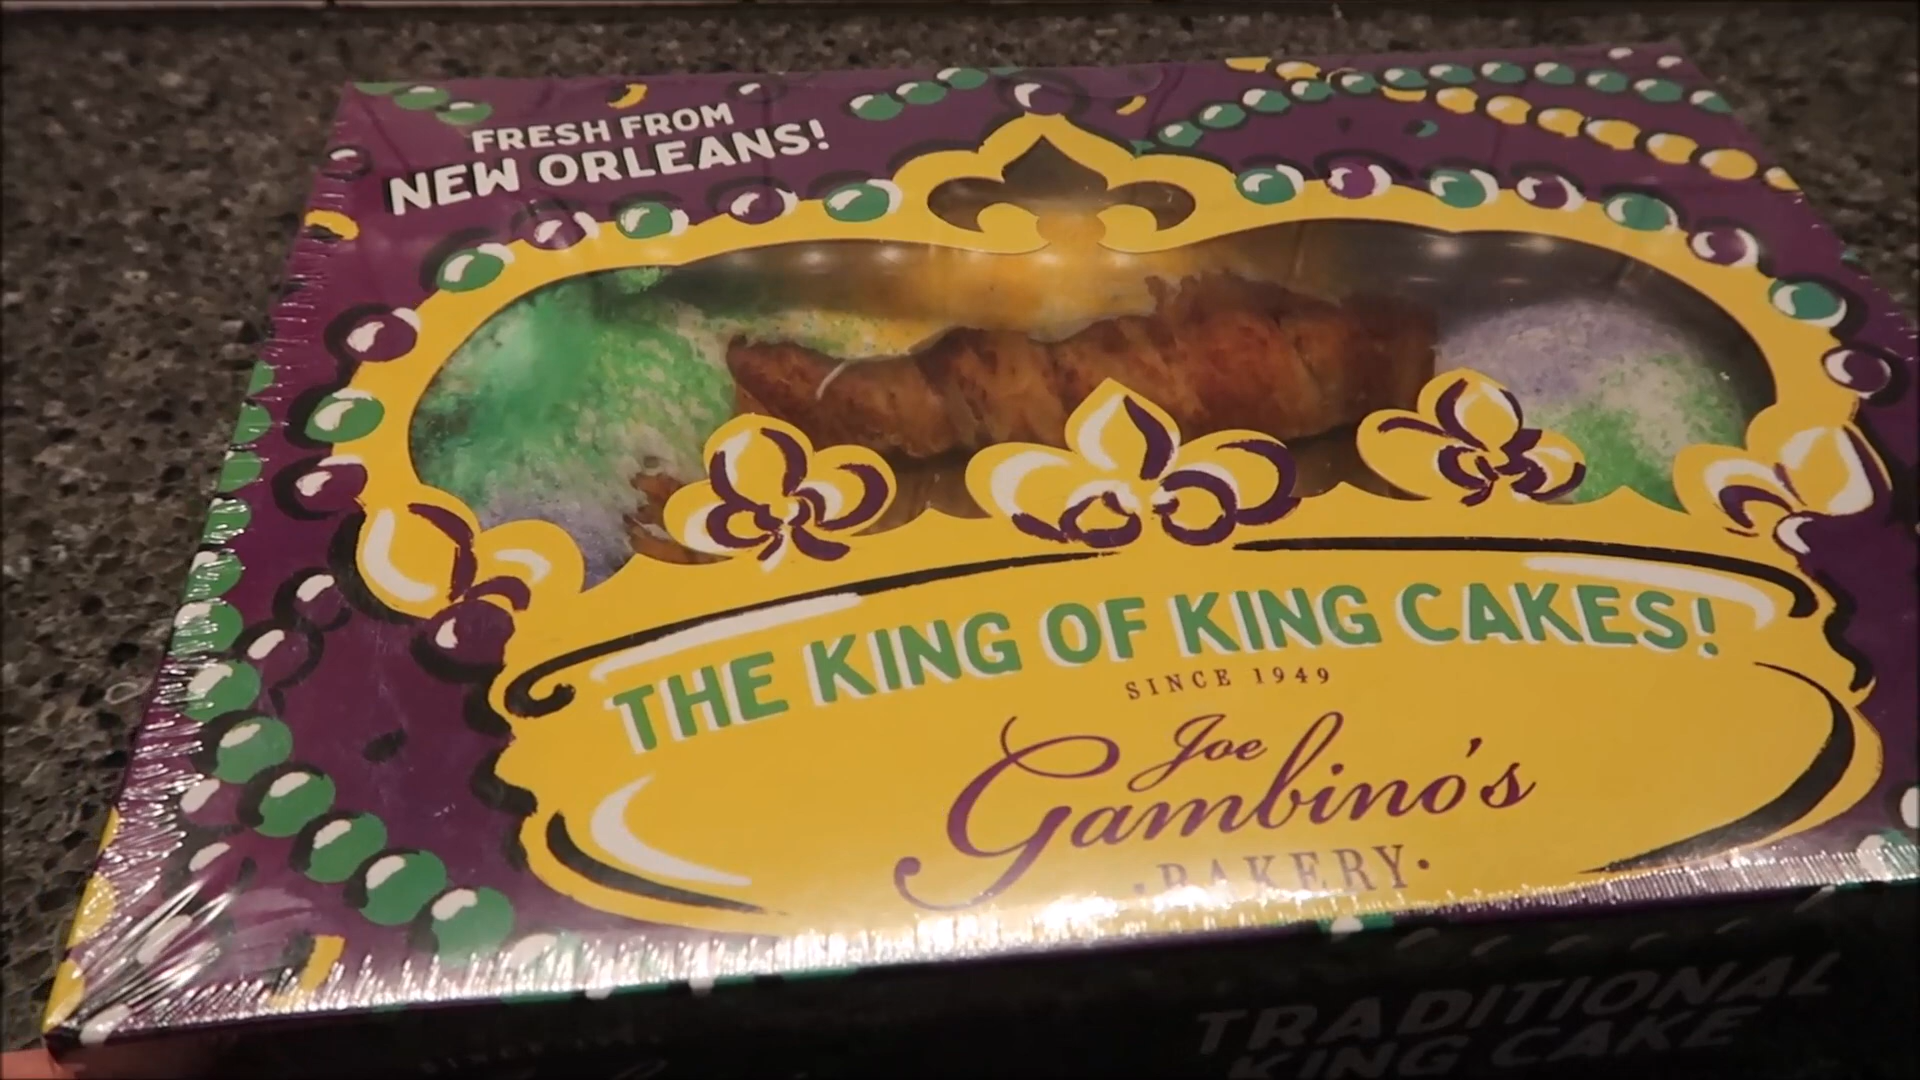 FRESH FROM
NEW ORLEANS!
THE KING OF KING CAKES!
SINCE 1949
Joe
Gambino's
·BAKERY·
TRADITIONAL
KING CAKE